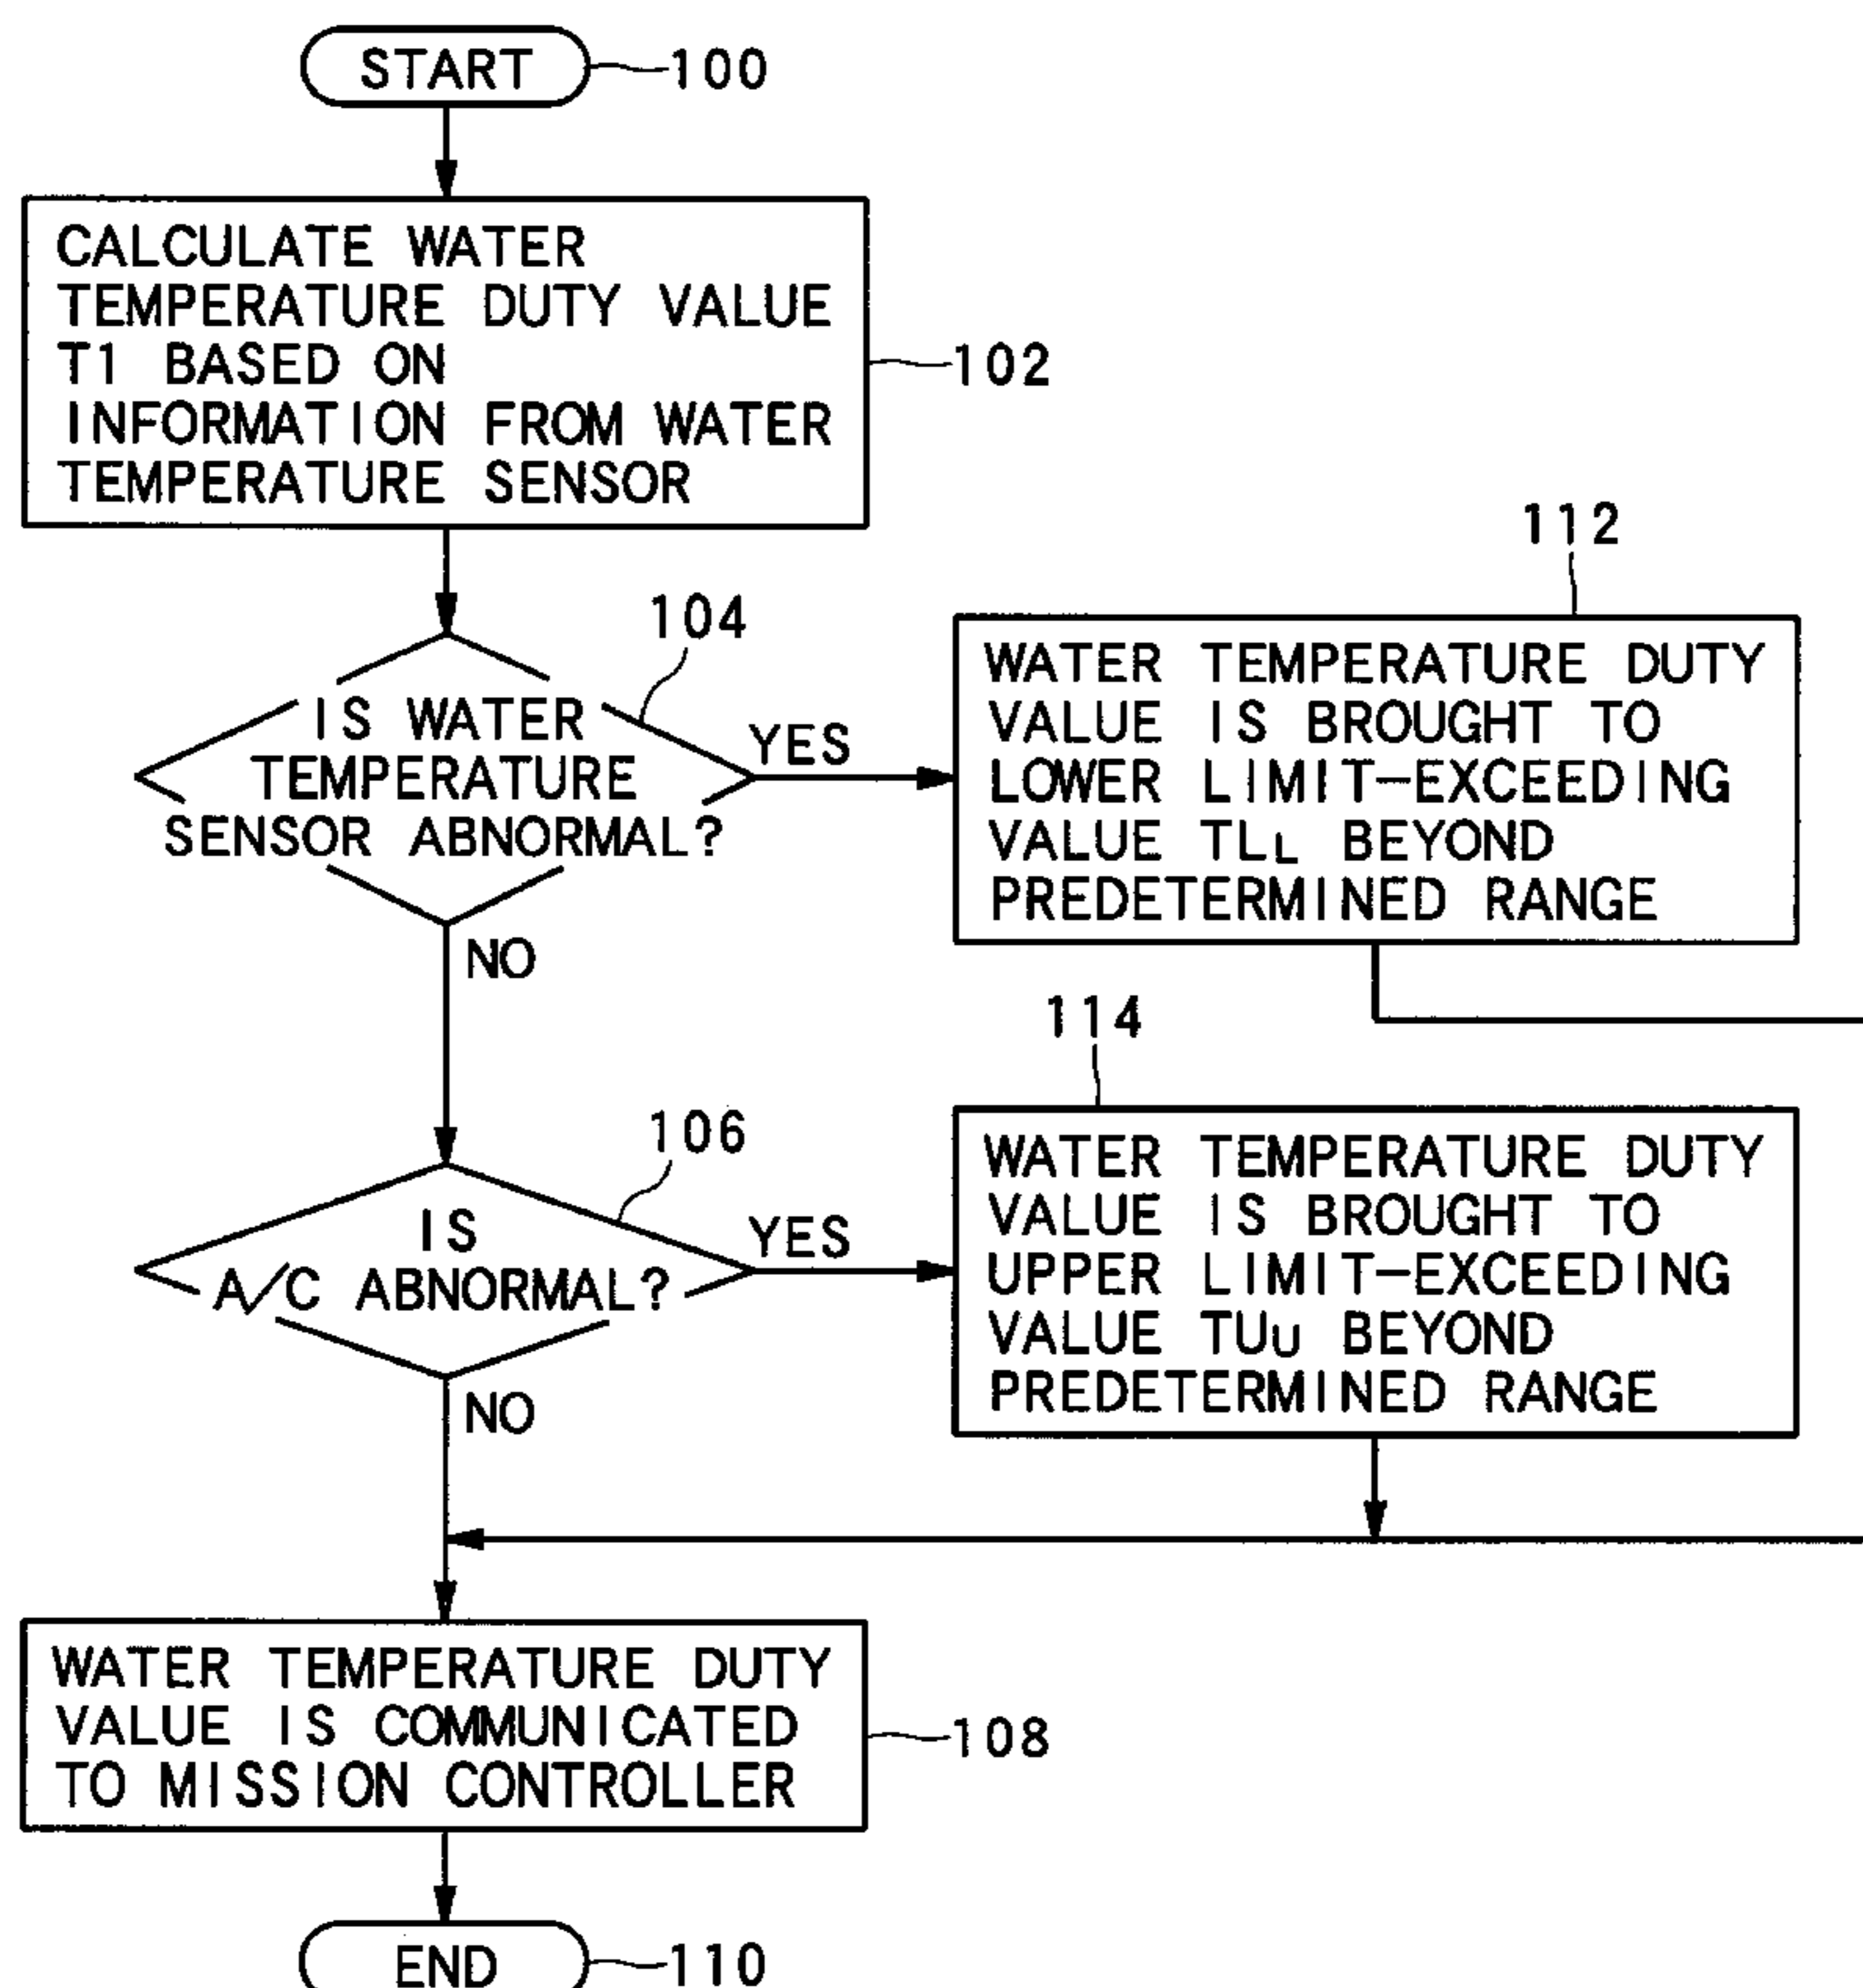 START
100
CALCULATE WATER
TEMPERATURE DUTY VALUE
T1 BASED ON
INFORMATION FROM WATER
TEMPERATURE SENSOR
102
104
IS WATER
TEMPERATURE
SENSOR ABNORMAL?
YES
NO
112
WATER TEMPERATURE DUTY
VALUE IS BROUGHT TO
LOWER LIMIT-EXCEEDING
VALUE TLL BEYOND
PREDETERMINED RANGE
106
IS
A/C ABNORMAL?
YES
NO
114
WATER TEMPERATURE DUTY
VALUE IS BROUGHT TO
UPPER LIMIT-EXCEEDING
VALUE TUU BEYOND
PREDETERMINED RANGE
WATER TEMPERATURE DUTY
VALUE IS COMMUNICATED
TO MISSION CONTROLLER
108
END
110